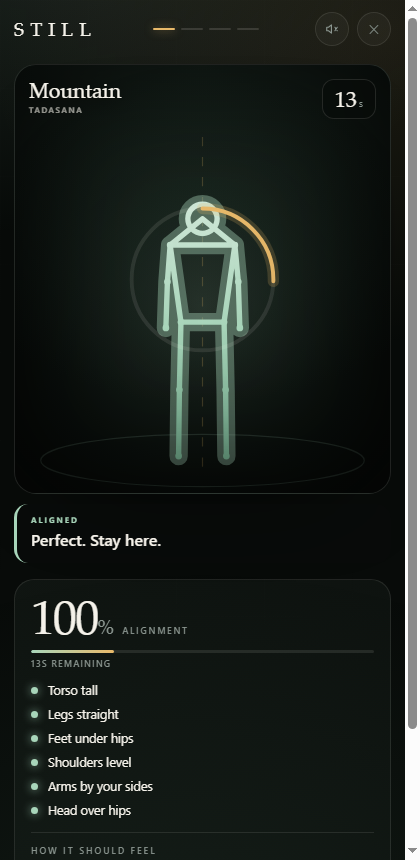 STILL
Mountain
TADASANA
13s
ALIGNED
Perfect. Stay here.
100% ALIGNMENT
13S REMAINING
Torso tall
Legs straight
Feet under hips
Shoulders level
Arms by your sides
Head over hips
HOW IT SHOULD FEEL